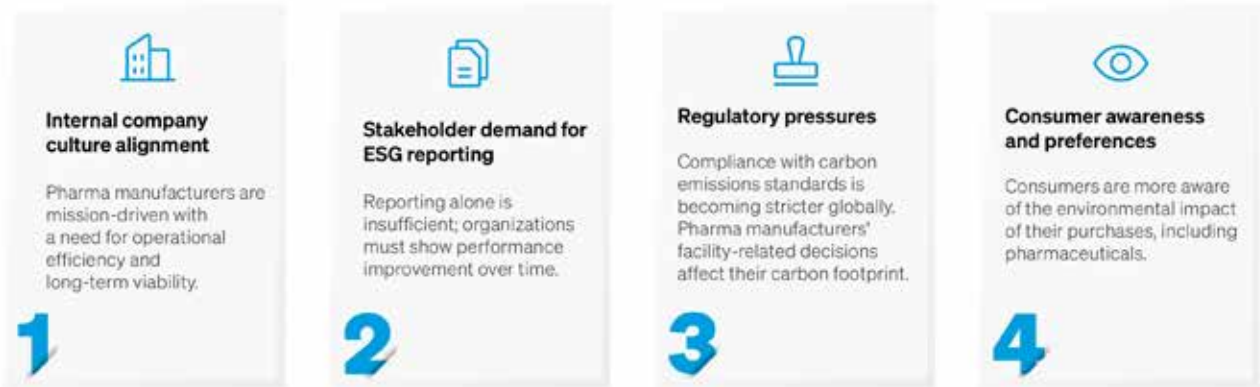 Internal company
culture alignment
Pharma manufacturers are
mission-driven with
a need for operational
efficiency and
long-term viability.
1
Stakeholder demand for
ESG reporting
Reporting alone is
insufficient; organizations
must show performance
improvement over time.
2
Regulatory pressures
Compliance with carbon
emissions standards is
becoming stricter globally.
Pharma manufacturers'
facility-related decisions
affect their carbon footprint.
3
Consumer awareness
and preferences
Consumers are more aware
of the environmental impact
of their purchases, including
pharmaceuticals.
4